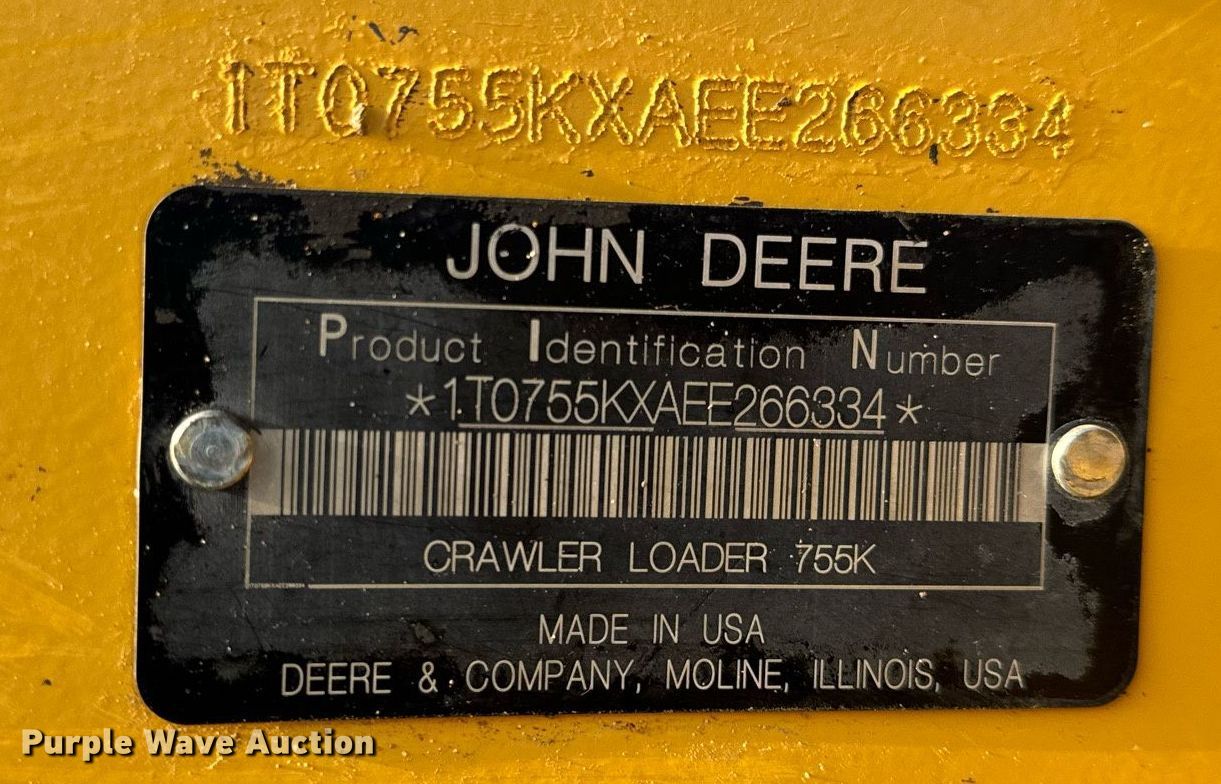 1T0755KXAEE266334
JOHN DEERE
Product Identification Number
*1T0755KXAEE266334*
CRAWLER LOADER 755K
1T0755KXAEE266334
MADE IN USA
DEERE & COMPANY, MOLINE, ILLINOIS, USA
Purple Wave Auction